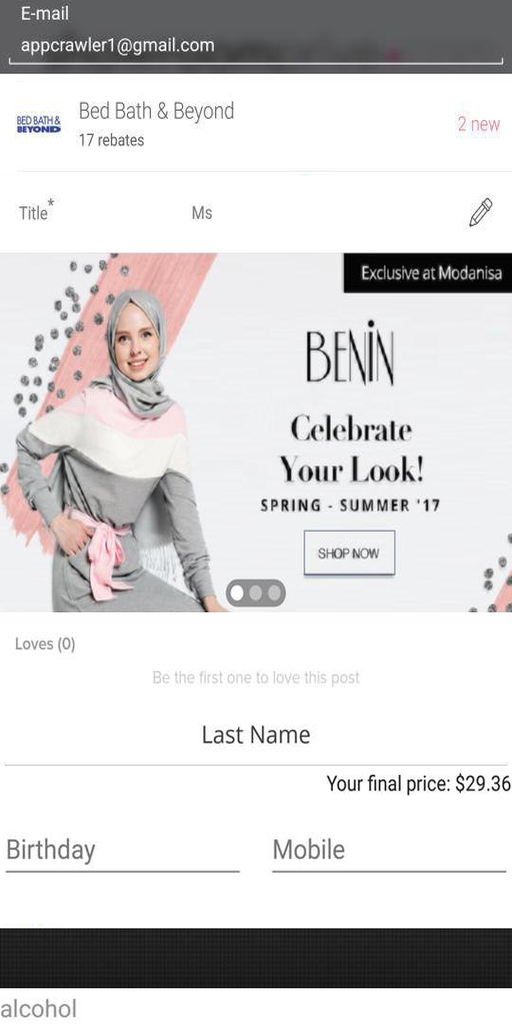 E-mail
appcrawler1@gmail.com
BED BATH &
BEYOND
Bed Bath & Beyond
17 rebates
2 new
Title*
Ms
Exclusive at Modanisa
BENiN
Celebrate
Your Look!
SPRING - SUMMER '17
SHOP NOW
Loves (0)
Be the first one to love this post
Last Name
Your final price: $29.36
Birthday
Mobile
alcohol